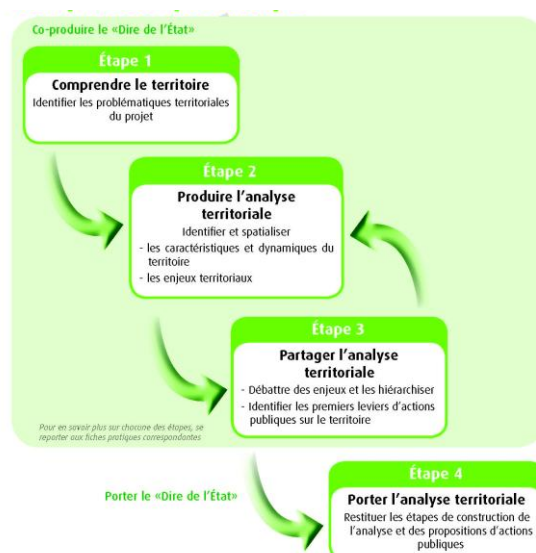 Co-produire le «Dire de l’État»
Étape 1
Comprendre le territoire
Identifier les problématiques territoriales
du projet
Étape 2
Produire l’analyse
territoriale
Identifier et spatialiser
- les caractéristiques et dynamiques du
territoire
- les enjeux territoriaux
Étape 3
Partager l’analyse
territoriale
- Débattre des enjeux et les hiérarchiser
- Identifier les premiers leviers d’actions
publiques sur le territoire
Pour en savoir plus sur chacune des étapes, se
reporter aux fiches pratiques correspondantes
Étape 4
Porter le «Dire de l’État»
Porter l’analyse territoriale
Restituer les étapes de construction de
l’analyse et des propositions d’actions
publiques